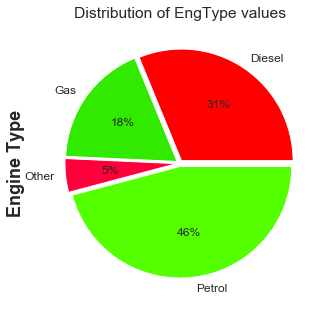 Distribution of EngType values
Diesel
Gas
31%
18%
Engine Type
Other
5%
46%
Petrol